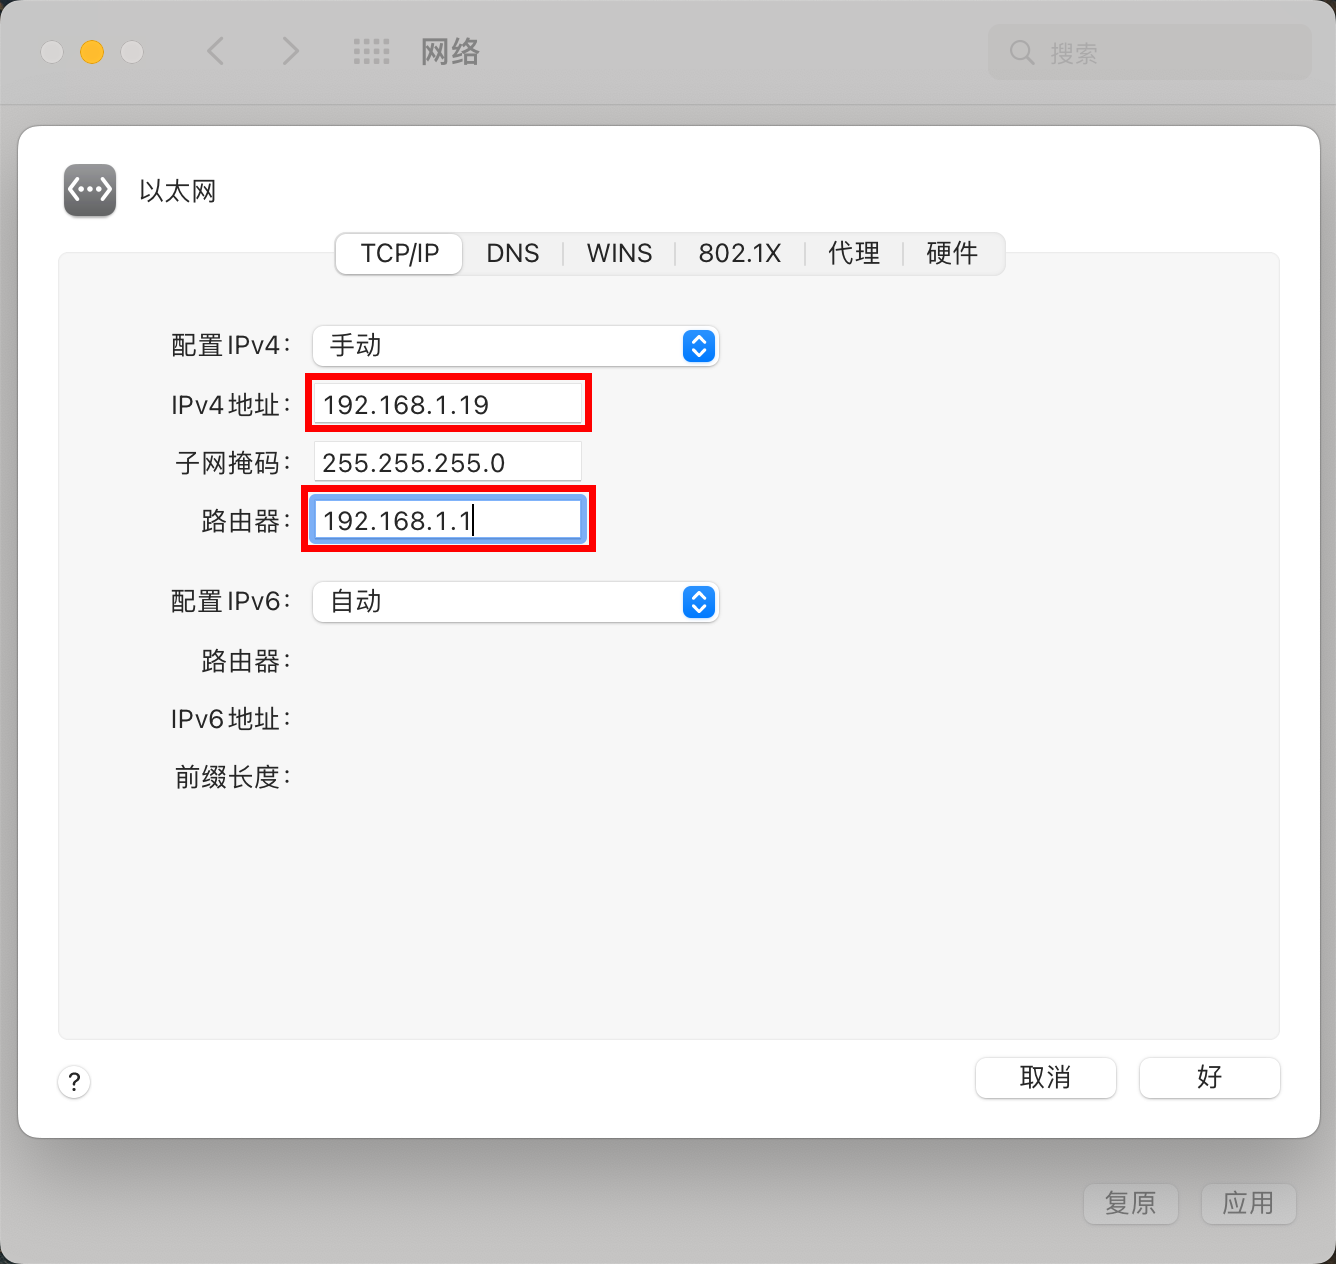 网络
搜索
以太网
TCP/IP DNS WINS 802.1X 代理 硬件
配置 IPv4: 手动
IPv4 地址: 192.168.1.19
子网掩码: 255.255.255.0
路由器: 192.168.1.1
配置 IPv6: 自动
路由器:
IPv6 地址:
前缀长度:
? 取消 好
复原 应用